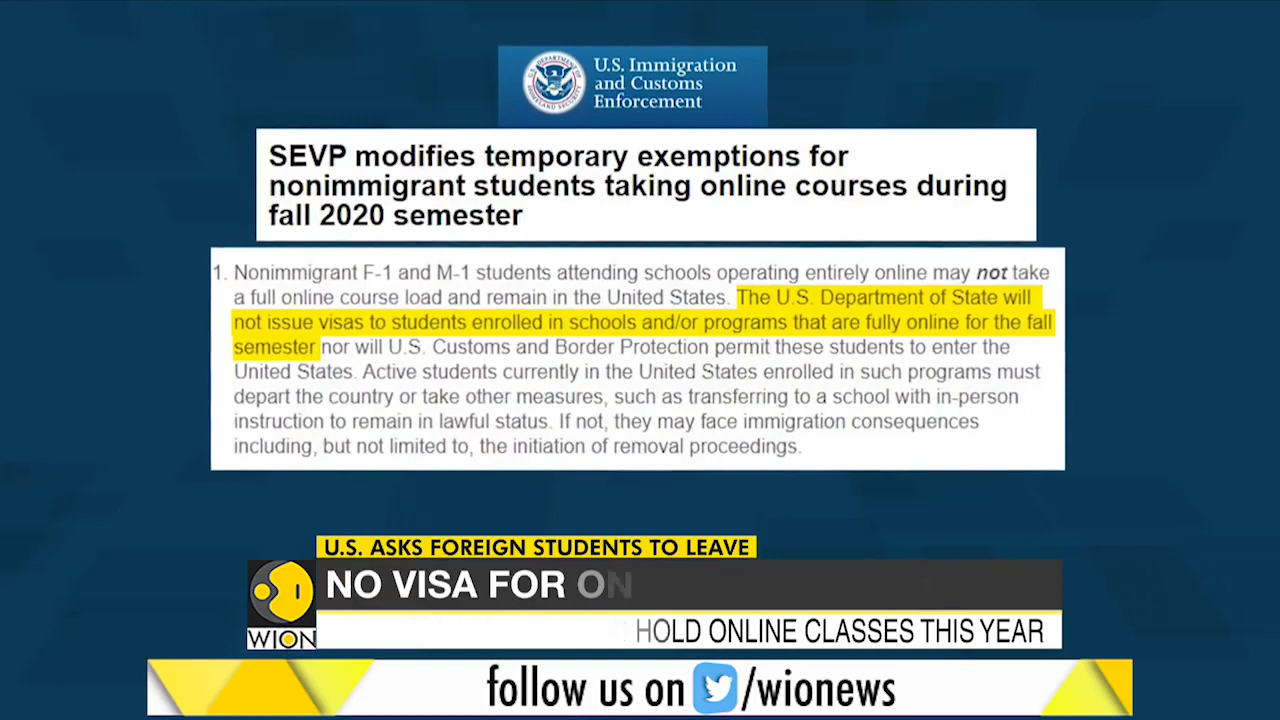 U.S. Immigration
and Customs
Enforcement
SEVP modifies temporary exemptions for
nonimmigrant students taking online courses during
fall 2020 semester
1. Nonimmigrant F-1 and M-1 students attending schools operating entirely online may not take
a full online course load and remain in the United States. The U.S. Department of State will
not issue visas to students enrolled in schools and/or programs that are fully online for the fall
semester nor will U.S. Customs and Border Protection permit these students to enter the
United States. Active students currently in the United States enrolled in such programs must
depart the country or take other measures, such as transferring to a school with in-person
instruction to remain in lawful status. If not, they may face immigration consequences
including, but not limited to, the initiation of removal proceedings.
U.S. ASKS FOREIGN STUDENTS TO LEAVE
NO VISA FOR ON
HOLD ONLINE CLASSES THIS YEAR
WION
follow us on /wionews